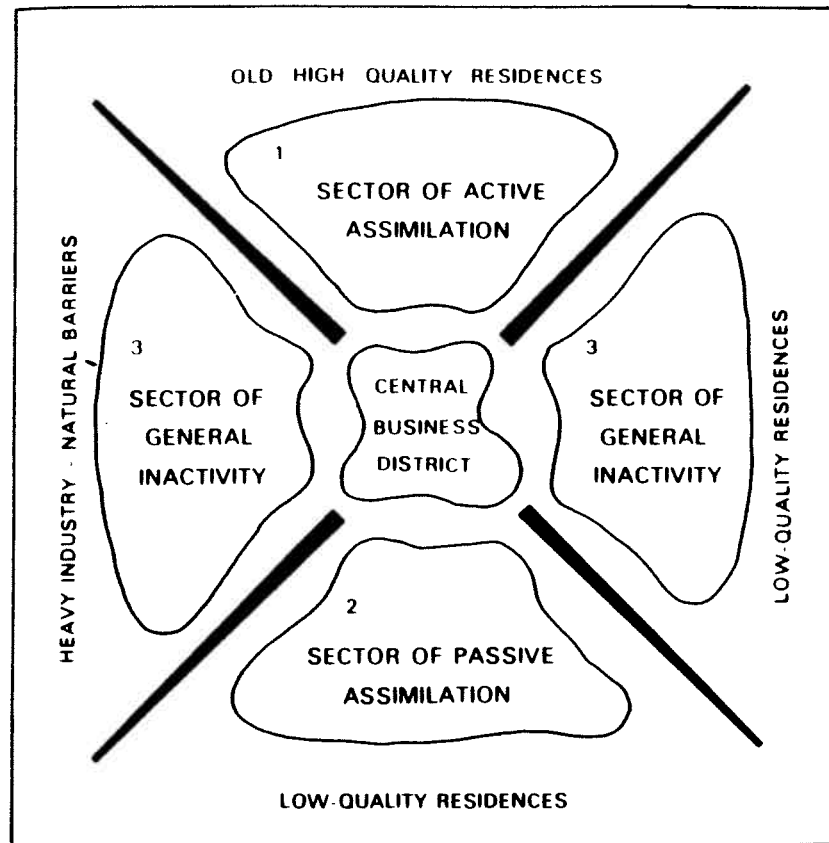 OLD HIGH QUALITY RESIDENCES
1
SECTOR OF ACTIVE
ASSIMILATION
HEAVY INDUSTRY - NATURAL BARRIERS
3
SECTOR OF
GENERAL
INACTIVITY
CENTRAL
BUSINESS
DISTRICT
3
SECTOR OF
GENERAL
INACTIVITY
LOW-QUALITY RESIDENCES
2
SECTOR OF PASSIVE
ASSIMILATION
LOW-QUALITY RESIDENCES